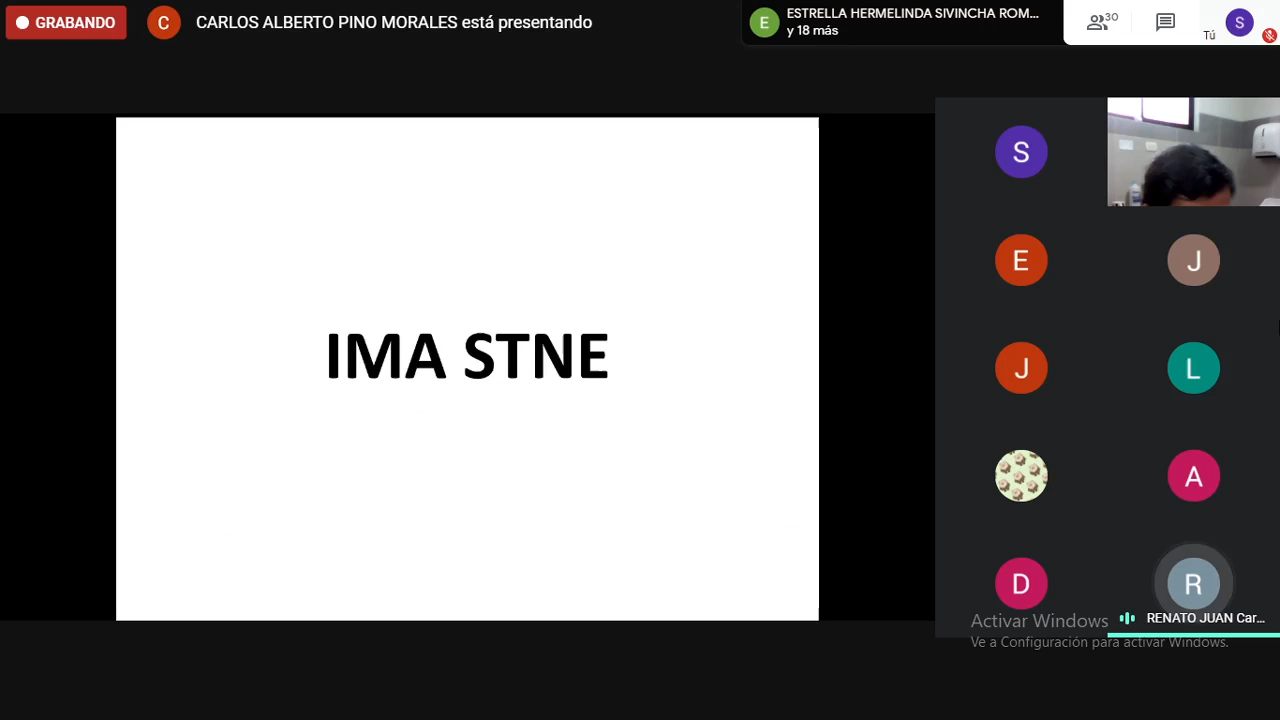 GRABANDO
C
CARLOS ALBERTO PINO MORALES está presentando
E
ESTRELLA HERMELINDA SIVINCHA ROM...
y 18 más
30
Tú
S
IMA STNE
S
E
J
J
L
A
D
R
RENATO JUAN Car...
Activar Windows
Ve a Configuración para activar Windows.